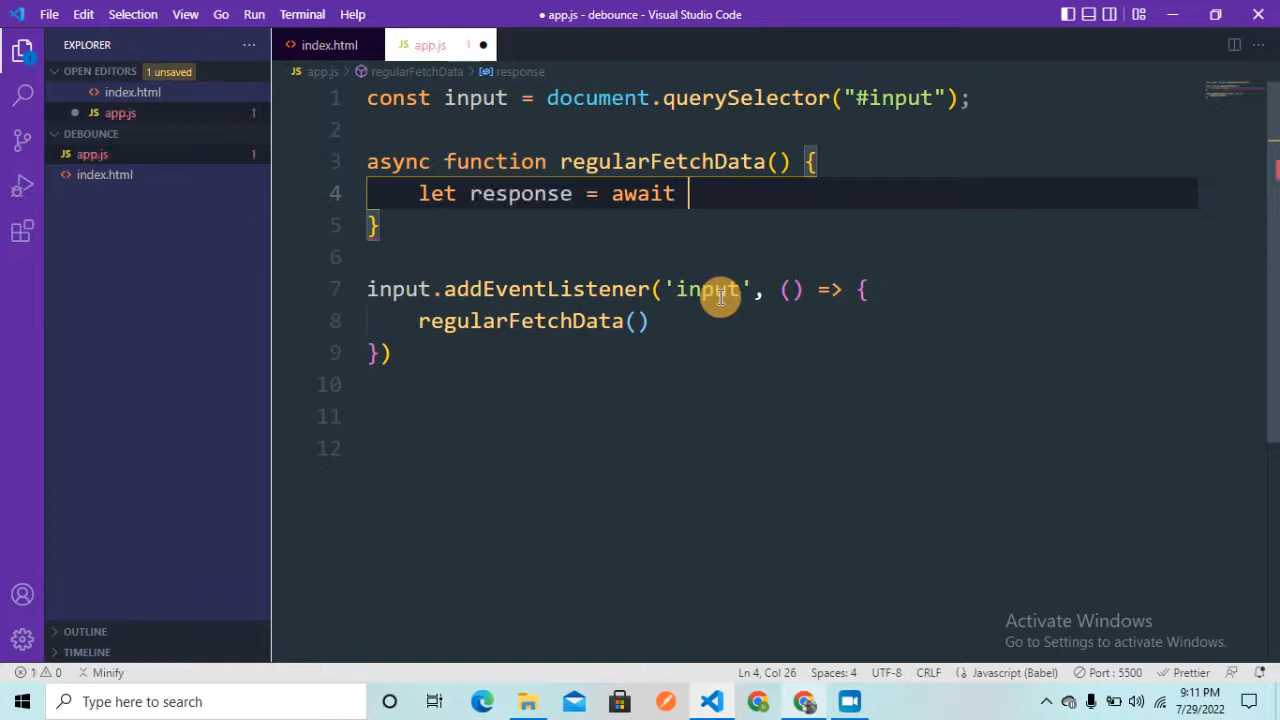 File Edit Selection View Go Run Terminal Help
● app.js - debounce - Visual Studio Code
EXPLORER
index.html
app.js 1
OPEN EDITORS 1 unsaved
index.html
app.js 1
DEBOUNCE
app.js 1
index.html
app.js > regularFetchData > response
1 const input = document.querySelector("#input");
2
3 async function regularFetchData() {
4 let response = await
5 }
6
7 input.addEventListener('input', () => {
8 regularFetchData()
9 })
10
11
12
Activate Windows
Go to Settings to activate Windows.
OUTLINE
TIMELINE
1 0 Minify
Ln 4, Col 26 Spaces: 4 UTF-8 CRLF Javascript (Babel) Port : 5500 Prettier
Type here to search
9:11 PM
7/29/2022